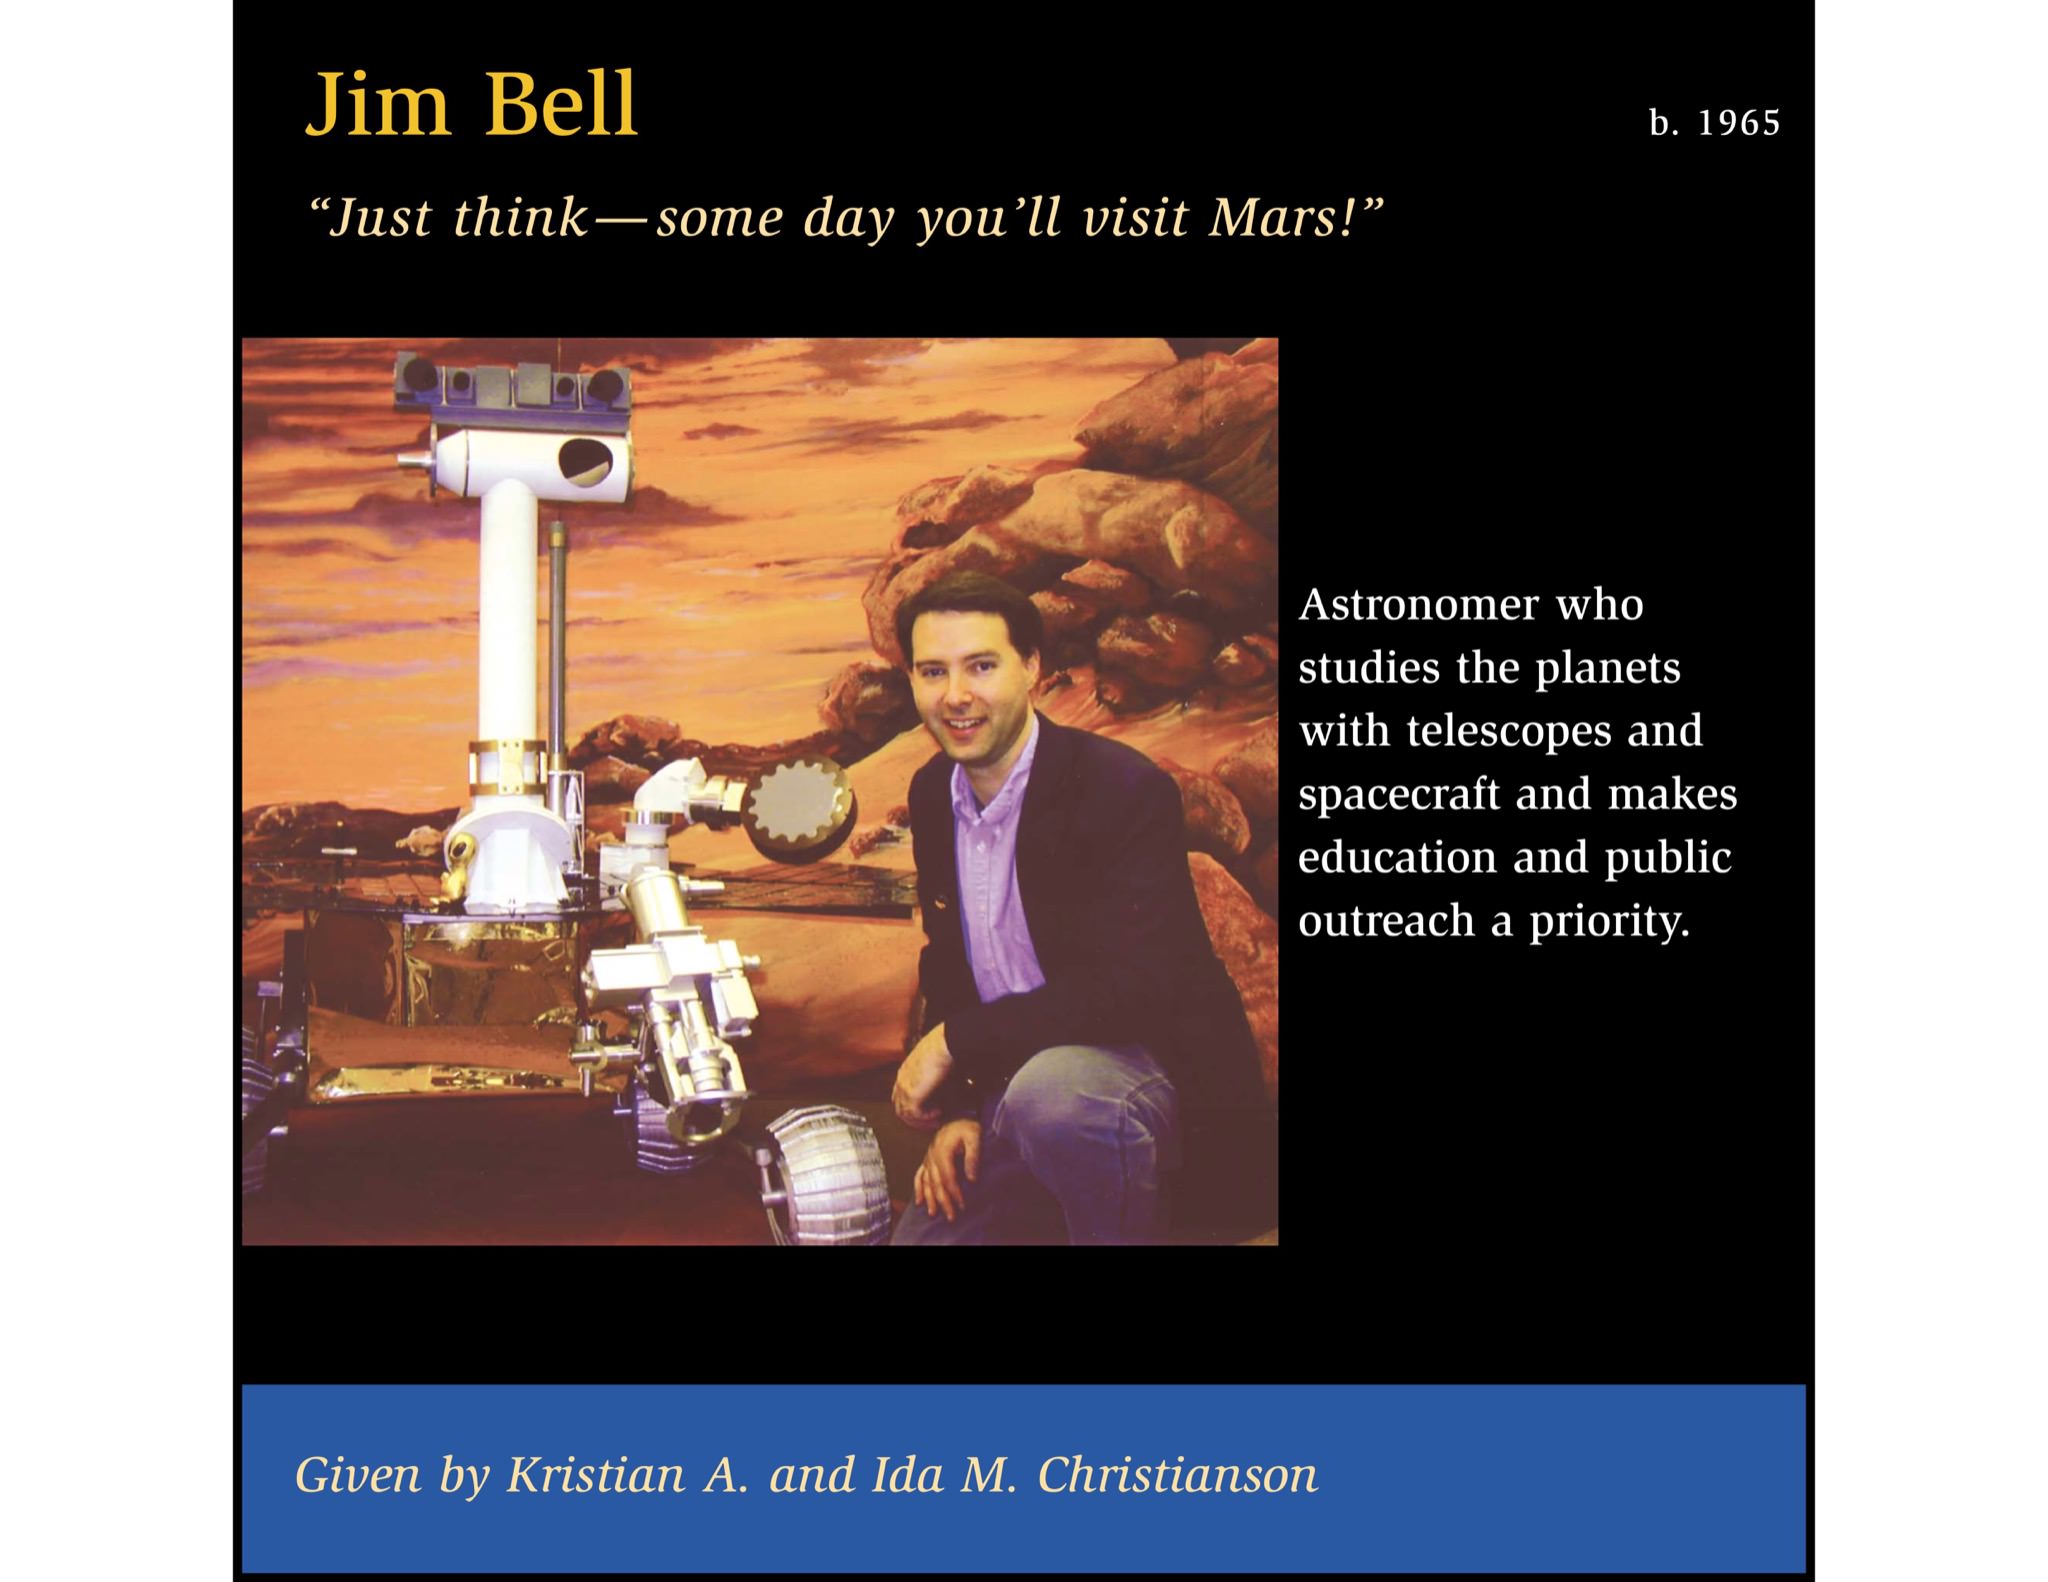 Jim Bell
b. 1965
“Just think—some day you’ll visit Mars!”
Astronomer who
studies the planets
with telescopes and
spacecraft and makes
education and public
outreach a priority.
Given by Kristian A. and Ida M. Christianson